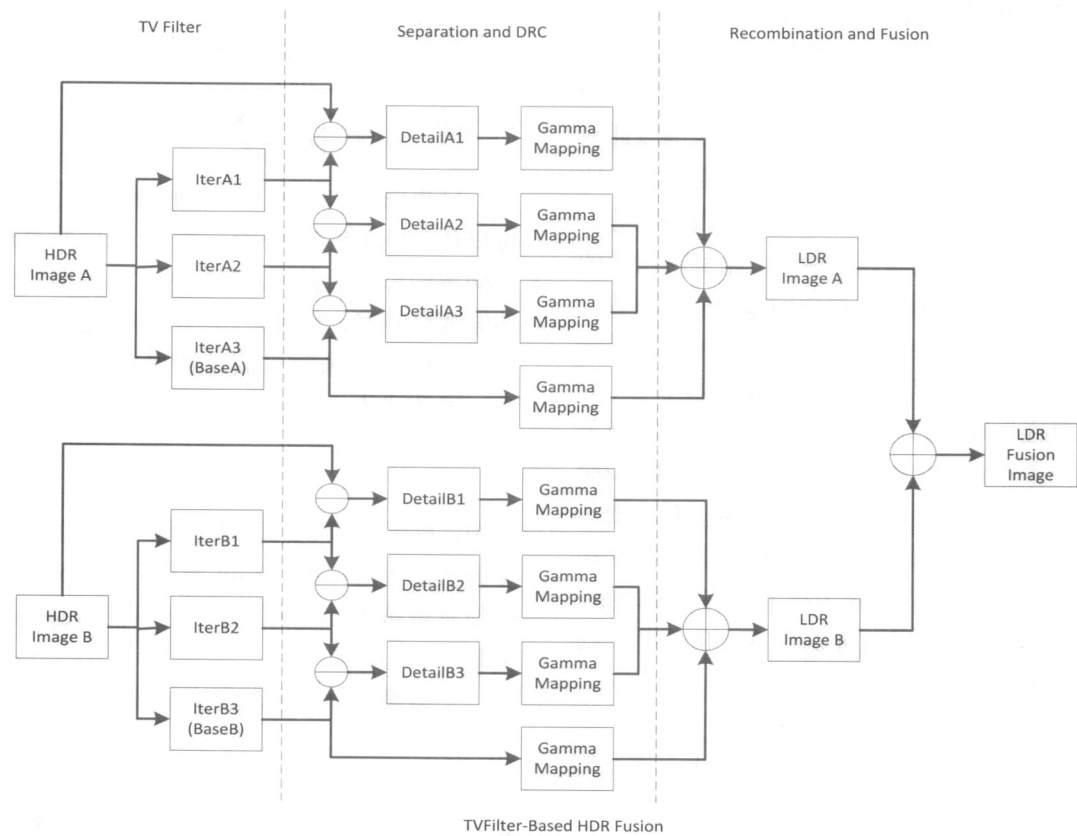 TV Filter
Separation and DRC
Recombination and Fusion
HDR
Image A
IterA1
IterA2
IterA3
(BaseA)
DetailA1
DetailA2
DetailA3
Gamma
Mapping
Gamma
Mapping
Gamma
Mapping
Gamma
Mapping
LDR
Image A
HDR
Image B
IterB1
IterB2
IterB3
(BaseB)
DetailB1
DetailB2
DetailB3
Gamma
Mapping
Gamma
Mapping
Gamma
Mapping
Gamma
Mapping
LDR
Image B
LDR
Fusion
Image
TVFilter-Based HDR Fusion